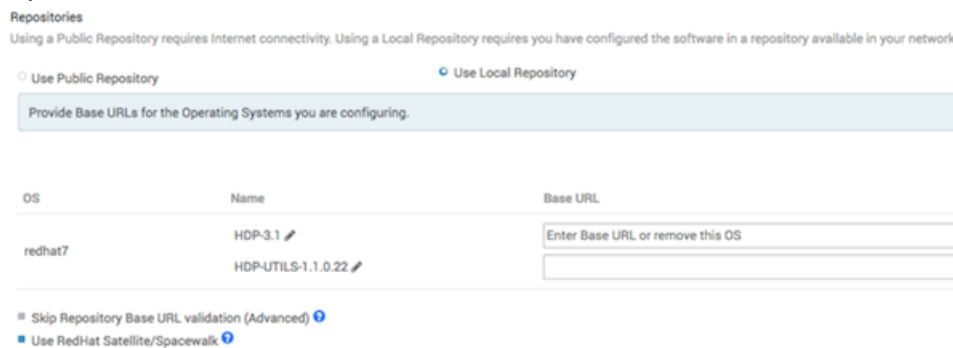 Repositories
Using a Public Repository requires Internet connectivity. Using a Local Repository requires you have configured the software in a repository available in your network
Use Public Repository
Use Local Repository
Provide Base URLs for the Operating Systems you are configuring.
OS Name Base URL
HDP-3.1 Enter Base URL or remove this OS
redhat7
HDP-UTILS-1.1.0.22
Skip Repository Base URL validation (Advanced) ?
Use RedHat Satellite/Spacewalk ?